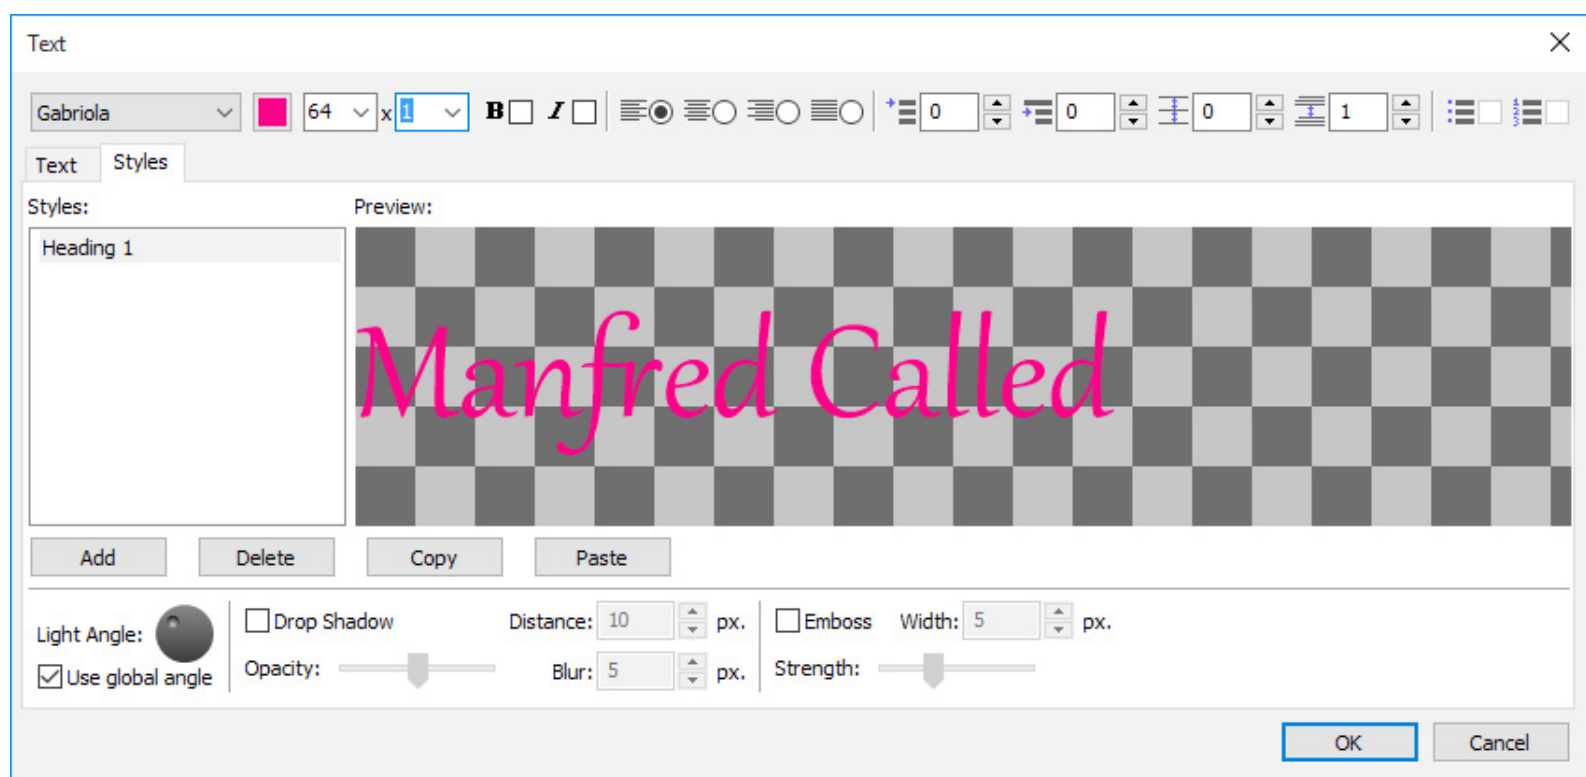 Text
Gabriola 64 x 1 B I 0 0 0 1
Text Styles
Styles: Preview:
Heading 1
Manfred Called
Add Delete Copy Paste
Light Angle: Drop Shadow Distance: 10 px. Emboss Width: 5 px.
Use global angle Opacity: Blur: 5 px. Strength:
OK Cancel